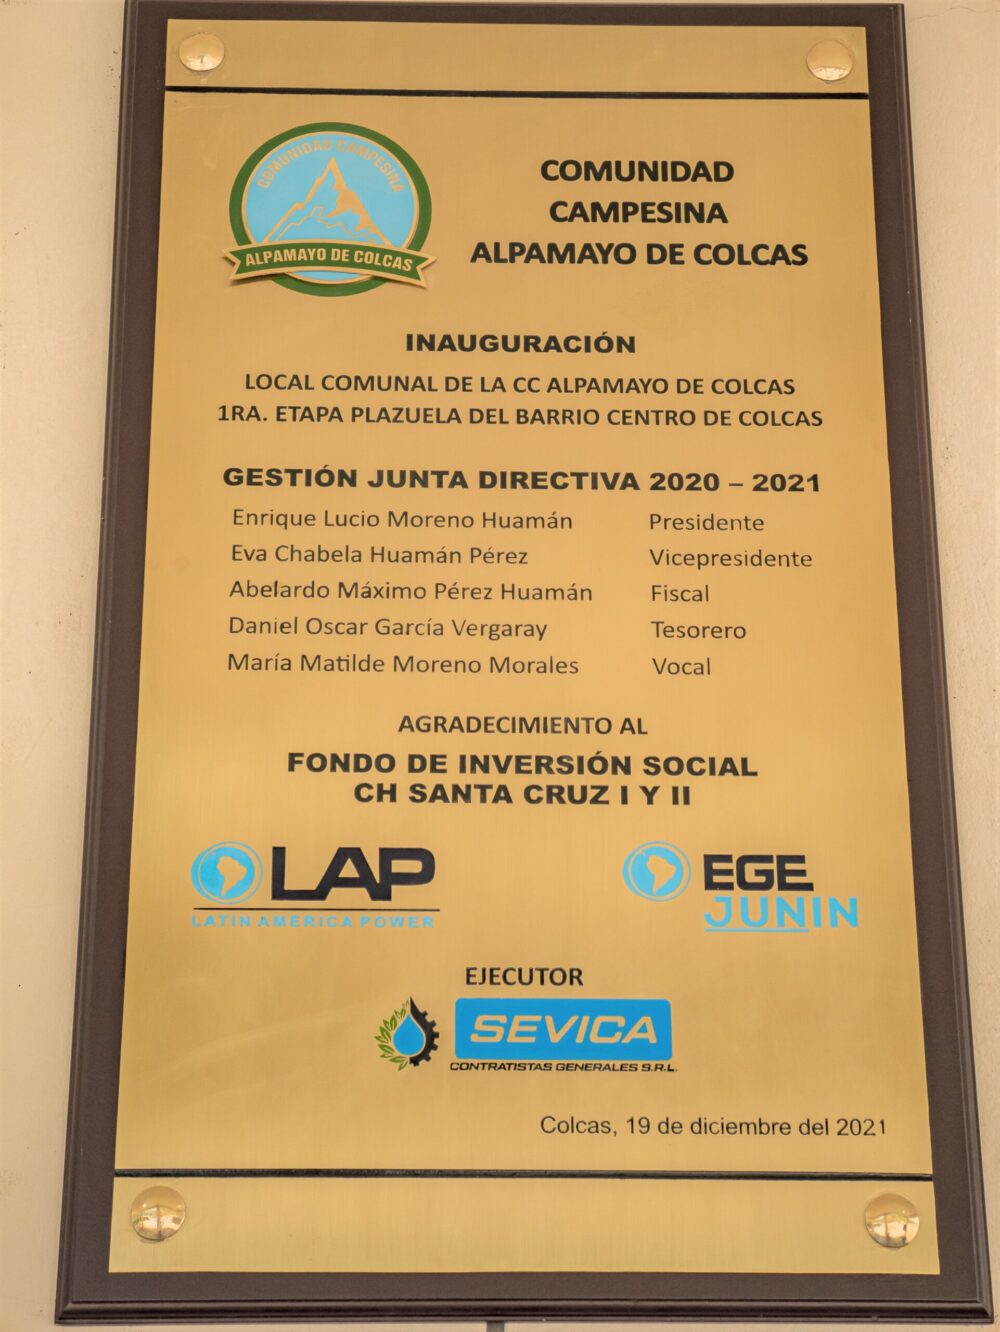 COMUNIDAD CAMPESINA
ALPAMAYO DE COLCAS
COMUNIDAD
CAMPESINA
ALPAMAYO DE COLCAS
INAUGURACIÓN
LOCAL COMUNAL DE LA CC ALPAMAYO DE COLCAS
1RA. ETAPA PLAZUELA DEL BARRIO CENTRO DE COLCAS
GESTIÓN JUNTA DIRECTIVA 2020 – 2021
Enrique Lucio Moreno Huamán Presidente
Eva Chabela Huamán Pérez Vicepresidente
Abelardo Máximo Pérez Huamán Fiscal
Daniel Oscar García Vergaray Tesorero
María Matilde Moreno Morales Vocal
AGRADECIMIENTO AL
FONDO DE INVERSIÓN SOCIAL
CH SANTA CRUZ I Y II
LAP
LATIN AMERICA POWER
EGE
JUNIN
EJECUTOR
SEVICA
CONTRATISTAS GENERALES S.R.L.
Colcas, 19 de diciembre del 2021